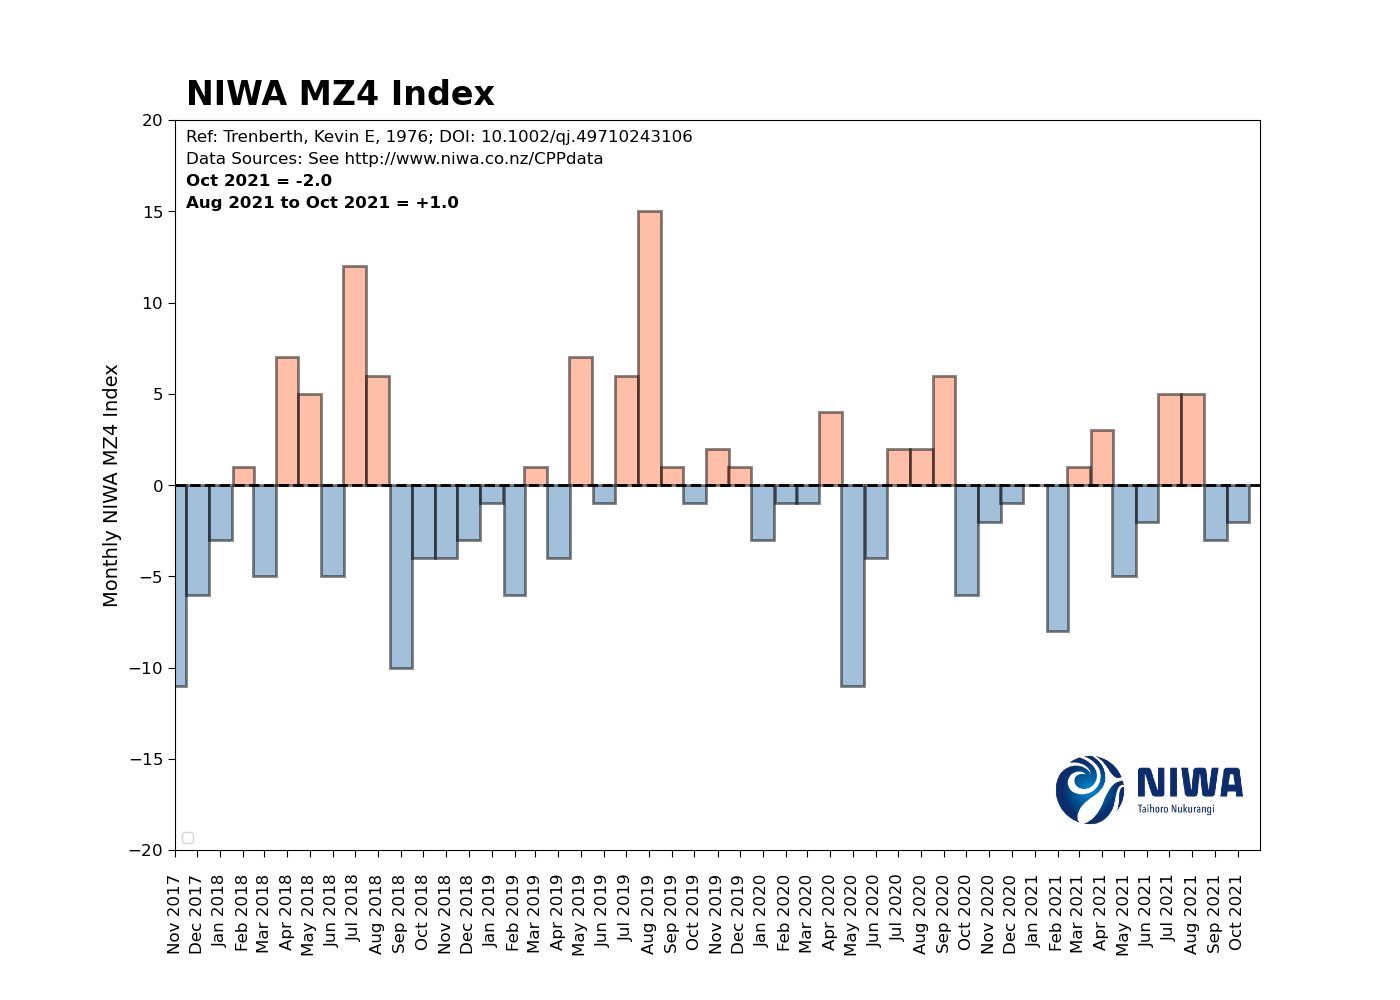 NIWA MZ4 Index
Ref: Trenberth, Kevin E, 1976; DOI: 10.1002/qj.49710243106
Data Sources: See http://www.niwa.co.nz/CPPdata
Oct 2021 = -2.0
Aug 2021 to Oct 2021 = +1.0
Monthly NIWA MZ4 Index
20
15
10
5
0
−5
−10
−15
−20
NIWA
Taihoro Nukurangi
Nov 2017
Dec 2017
Jan 2018
Feb 2018
Mar 2018
Apr 2018
May 2018
Jun 2018
Jul 2018
Aug 2018
Sep 2018
Oct 2018
Nov 2018
Dec 2018
Jan 2019
Feb 2019
Mar 2019
Apr 2019
May 2019
Jun 2019
Jul 2019
Aug 2019
Sep 2019
Oct 2019
Nov 2019
Dec 2019
Jan 2020
Feb 2020
Mar 2020
Apr 2020
May 2020
Jun 2020
Jul 2020
Aug 2020
Sep 2020
Oct 2020
Nov 2020
Dec 2020
Jan 2021
Feb 2021
Mar 2021
Apr 2021
May 2021
Jun 2021
Jul 2021
Aug 2021
Sep 2021
Oct 2021